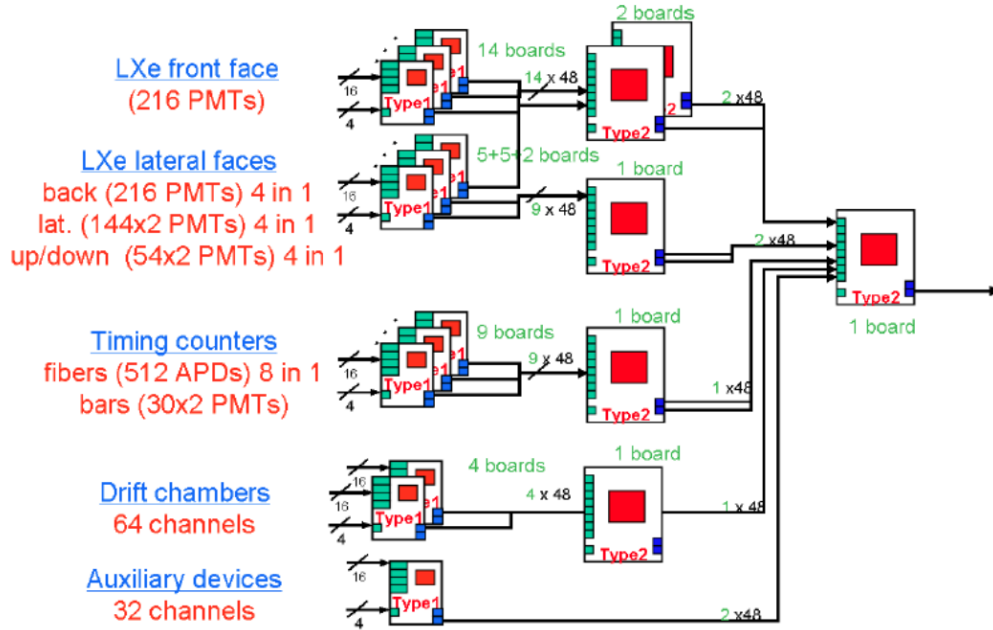 2 boards
LXe front face
(216 PMTs)
14 boards
14 x 48
16
4
Type1
Type2
2 x48
LXe lateral faces
back (216 PMTs) 4 in 1
lat. (144x2 PMTs) 4 in 1
up/down (54x2 PMTs) 4 in 1
5+5+2 boards
9 x 48
16
4
Type1
1 board
Type2
2 x48
Type2
1 board
Timing counters
fibers (512 APDs) 8 in 1
bars (30x2 PMTs)
9 boards
9 x 48
16
4
Type1
1 board
Type2
1 x48
Drift chambers
64 channels
4 boards
4 x 48
16
16
4
Type1
1 board
Type2
1 x48
Auxiliary devices
32 channels
16
4
Type1
2 x48